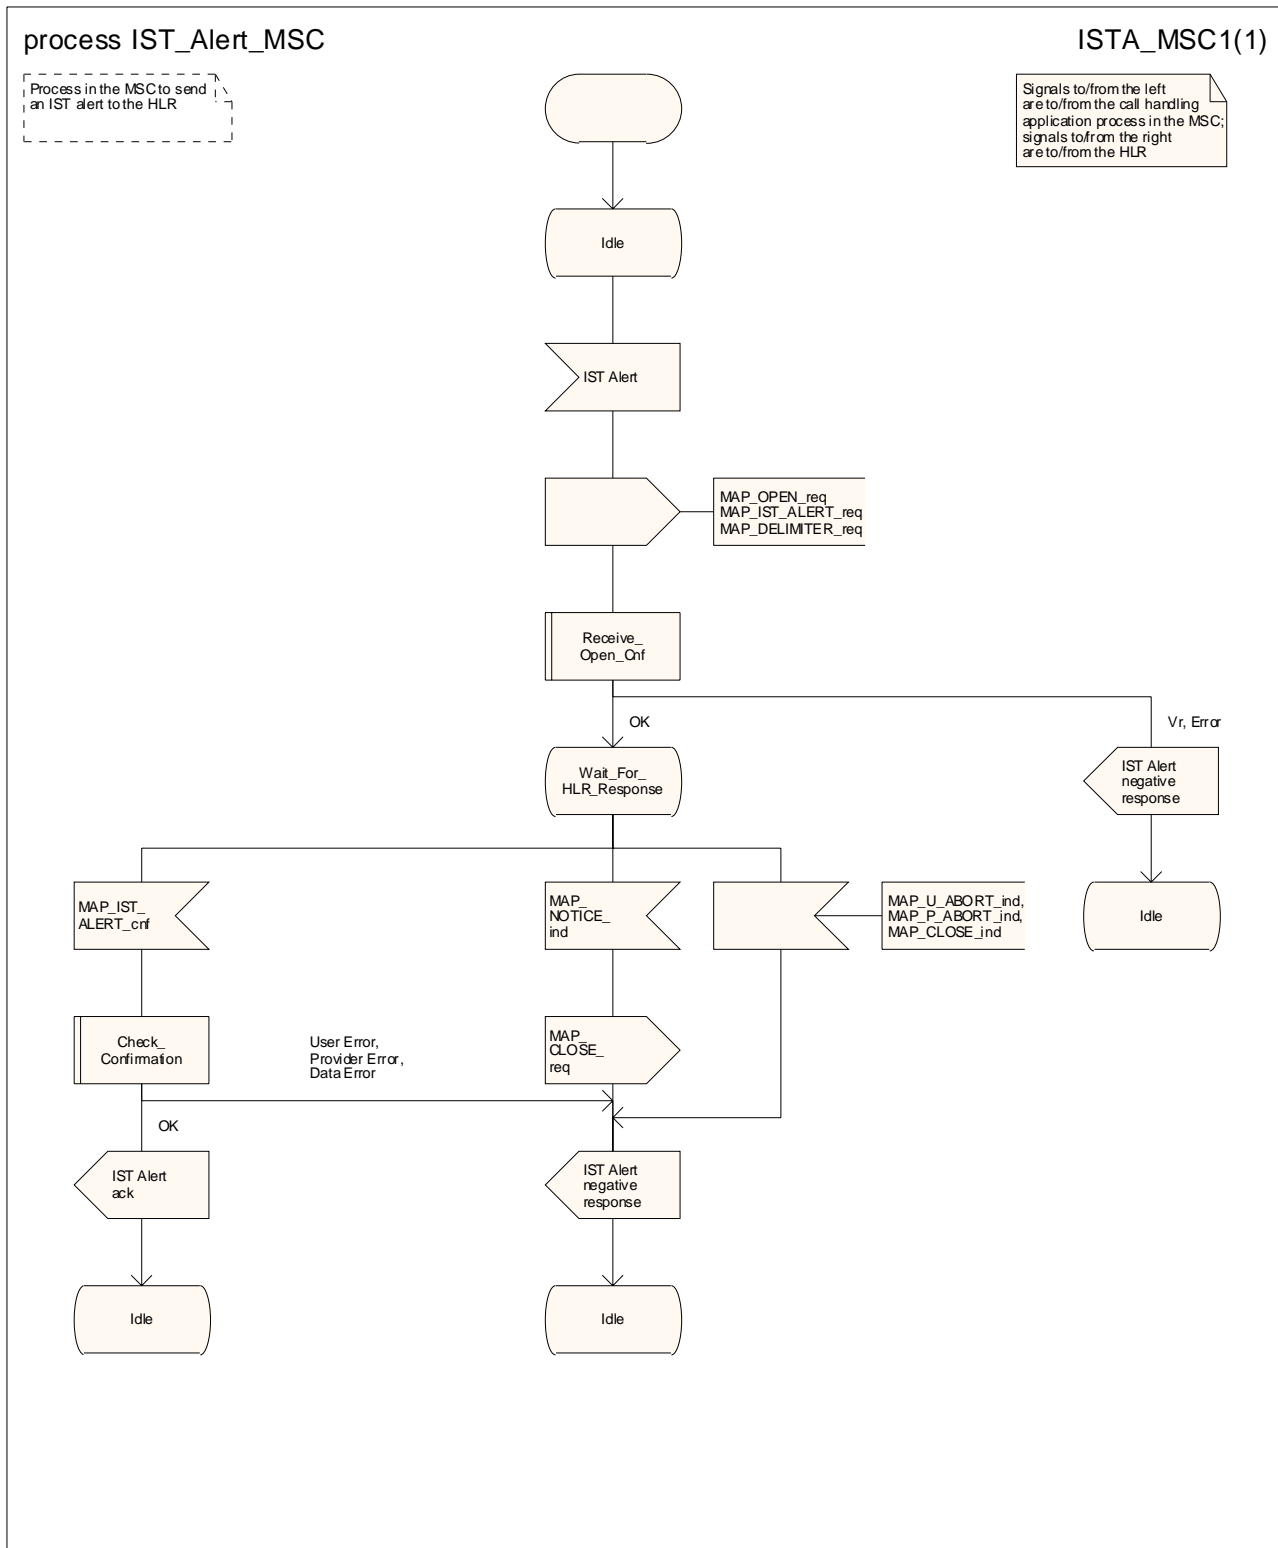 process IST_Alert_MSC
ISTA_MSC1(1)
Process in the MSC to send
an IST alert to the HLR
Signals to/from the left
are to/from the call handling
application process in the MSC;
signals to/from the right
are to/from the HLR
Idle
IST Alert
MAP_OPEN_req
MAP_IST_ALERT_req
MAP_DELIMITER_req
Receive_
Open_Cnf
OK
Vr, Error
Wait_For_
HLR_Response
IST Alert
negative
response
MAP_IST_
ALERT_cnf
MAP_
NOTICE_
ind
MAP_U_ABORT_ind,
MAP_P_ABORT_ind,
MAP_CLOSE_ind
Idle
Check_
Confirmation
User Error,
Provider Error,
Data Error
MAP_
CLOSE_
req
OK
IST Alert
ack
IST Alert
negative
response
Idle
Idle